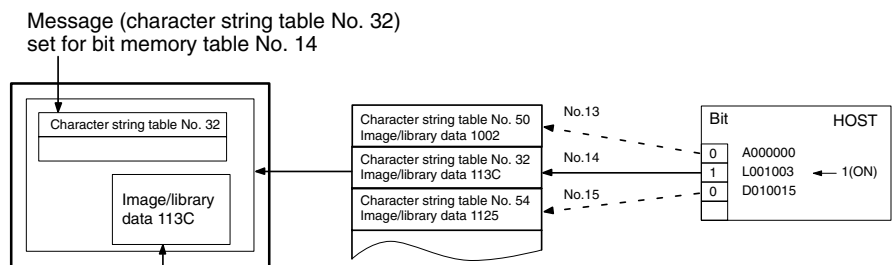 Message (character string table No. 32)
set for bit memory table No. 14
Character string table No. 32
Image/library
data 113C
Character string table No. 50
Image/library data 1002
Character string table No. 32
Image/library data 113C
Character string table No. 54
Image/library data 1125
No.13
No.14
No.15
Bit HOST
0 A000000
1 L001003 1(ON)
0 D010015